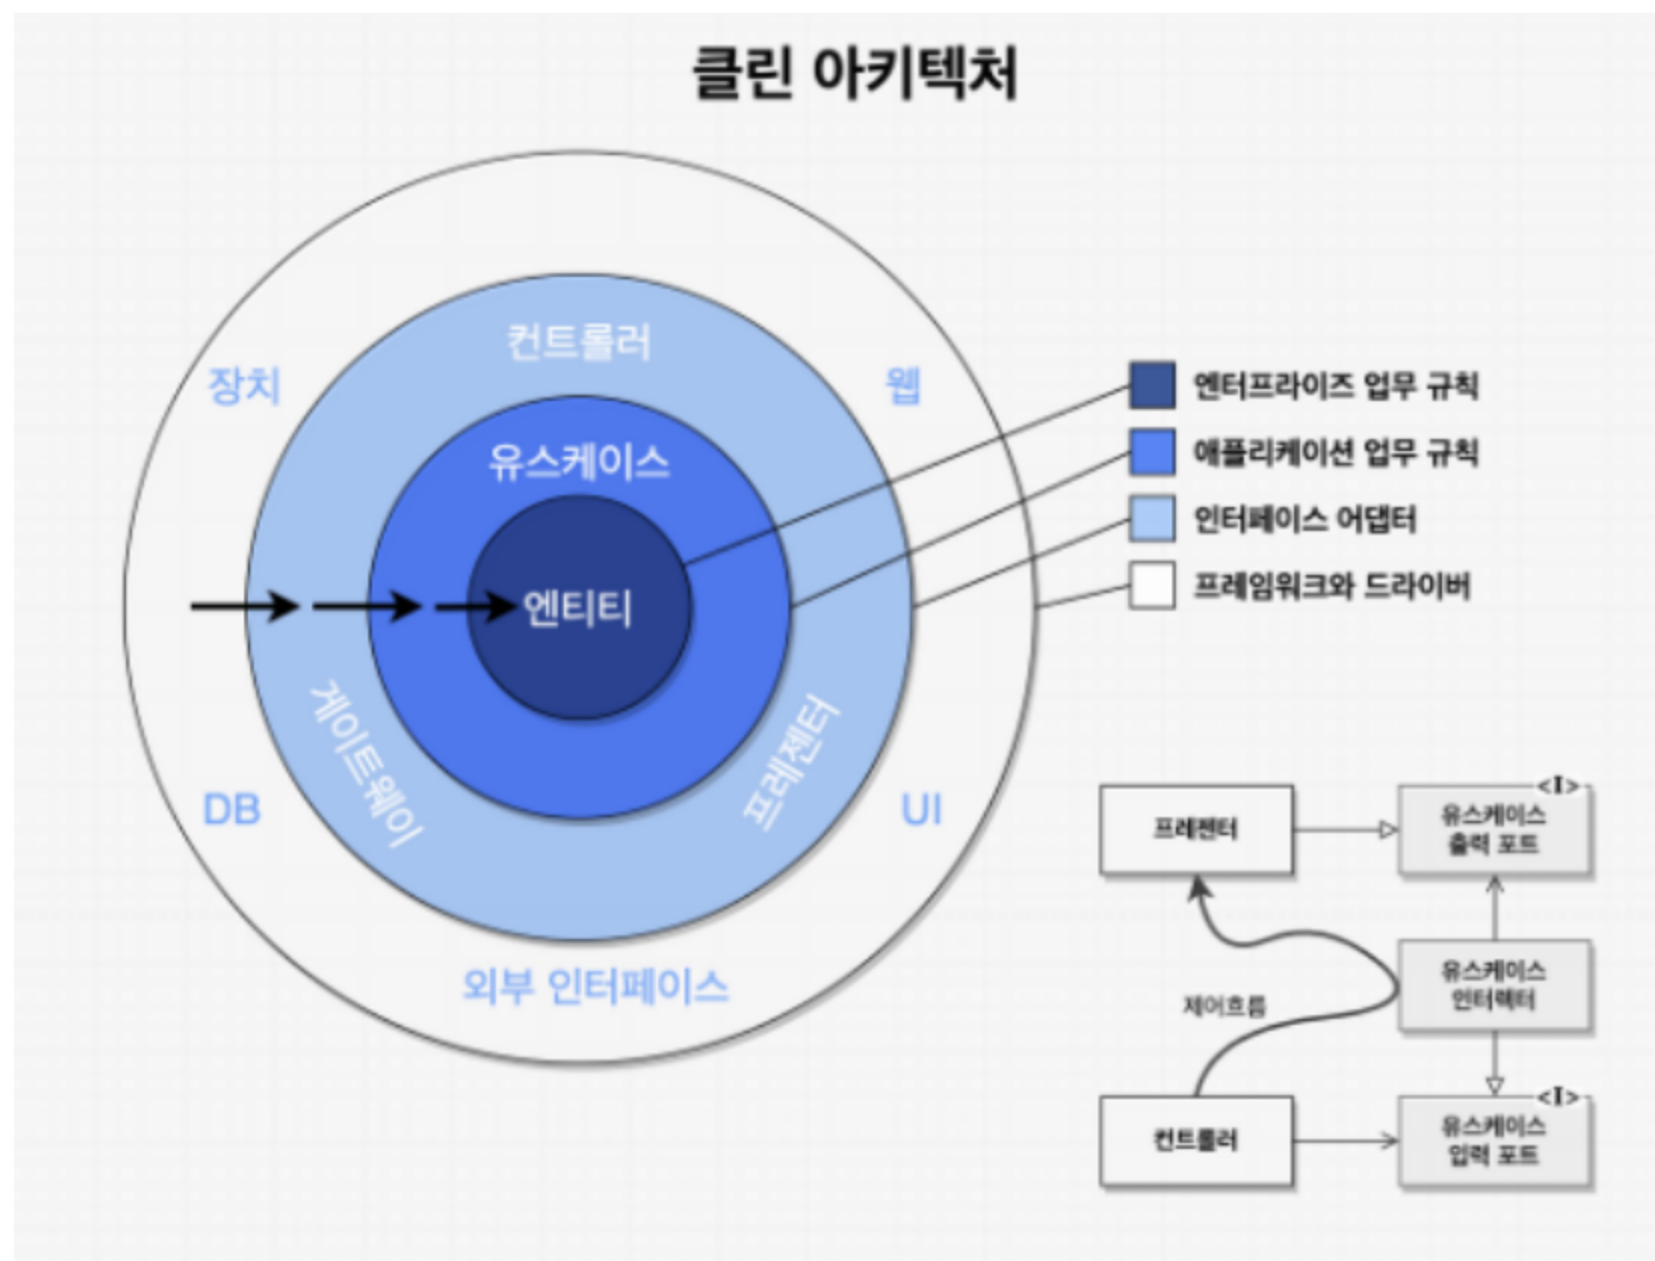 클린 아키텍처
컨트롤러
장치
웹
유스케이스
엔티티
게이트웨이
프레젠터
DB
UI
외부 인터페이스
엔터프라이즈 업무 규칙
애플리케이션 업무 규칙
인터페이스 어댑터
프레임워크와 드라이버
프레젠터
<I>
유스케이스
출력 포트
유스케이스
인터랙터
제어흐름
컨트롤러
<I>
유스케이스
입력 포트